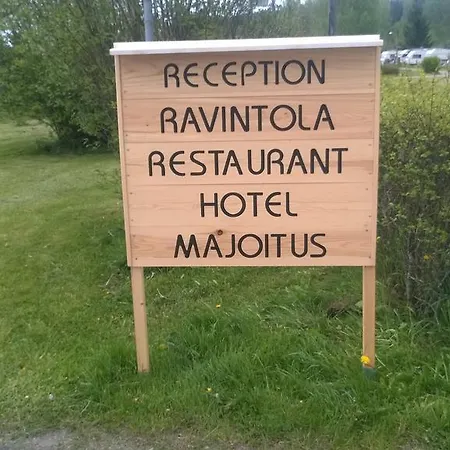 RECEPTION
RAVINTOLA
RESTAURANT
HOTEL
MAJOITUS